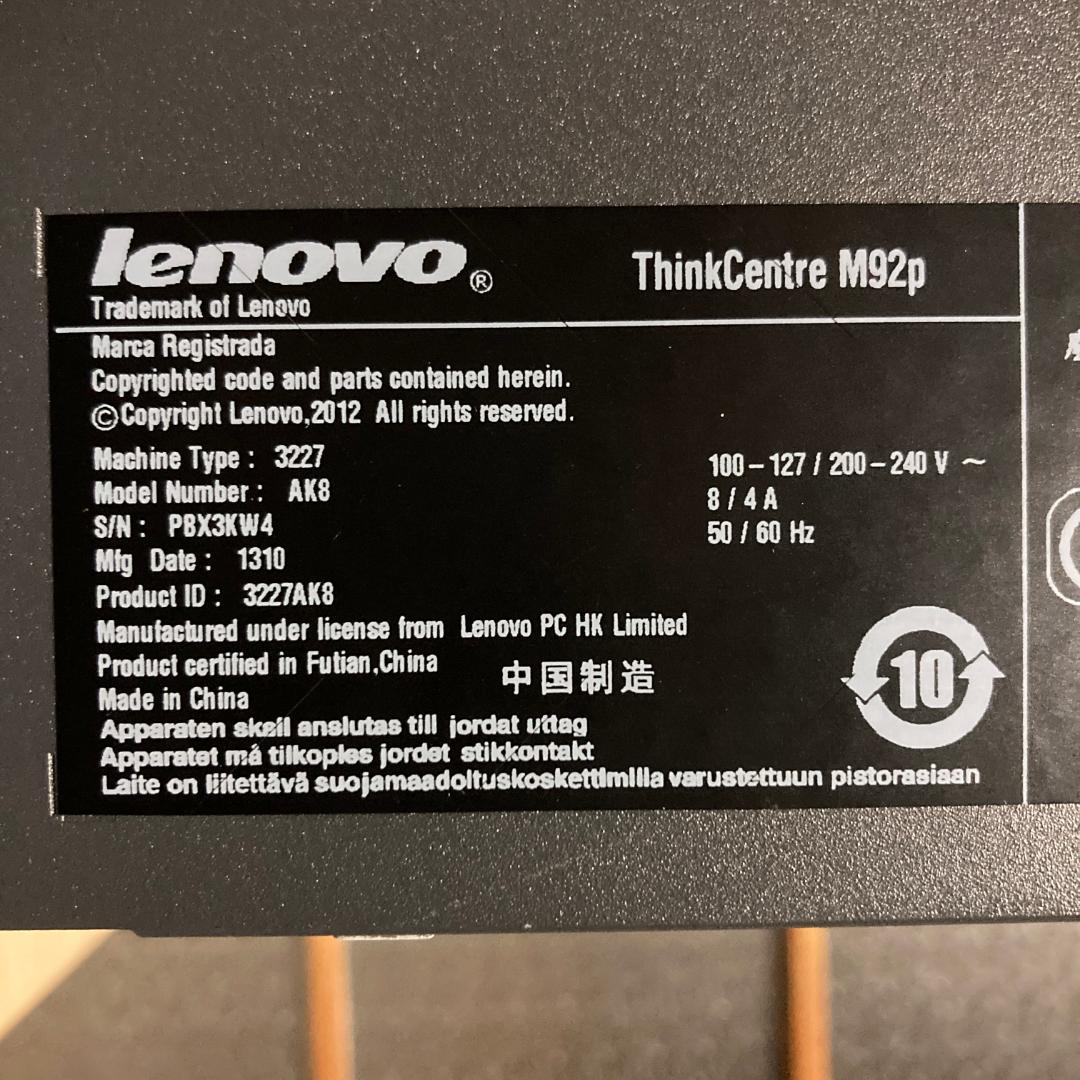 lenovo®
ThinkCentre M92p
Trademark of Lenovo
Marca Registrada
Copyrighted code and parts contained herein.
©Copyright Lenovo,2012 All rights reserved.
Machine Type : 3227
Model Number : AK8
S/N : PBX3KW4
Mfg Date : 1310
Product ID : 3227AK8
100-127 / 200-240 V ~
8 / 4 A
50 / 60 Hz
Manufactured under license from Lenovo PC HK Limited
Product certified in Futian,China
中国制造
Made in China
10
Apparaten skall anslutas till jordat uttag
Apparatet må tilkoples jordet stikkontakt
Laite on liitettävä suojamaadoituskoskettimilla varustettuun pistorasiaan